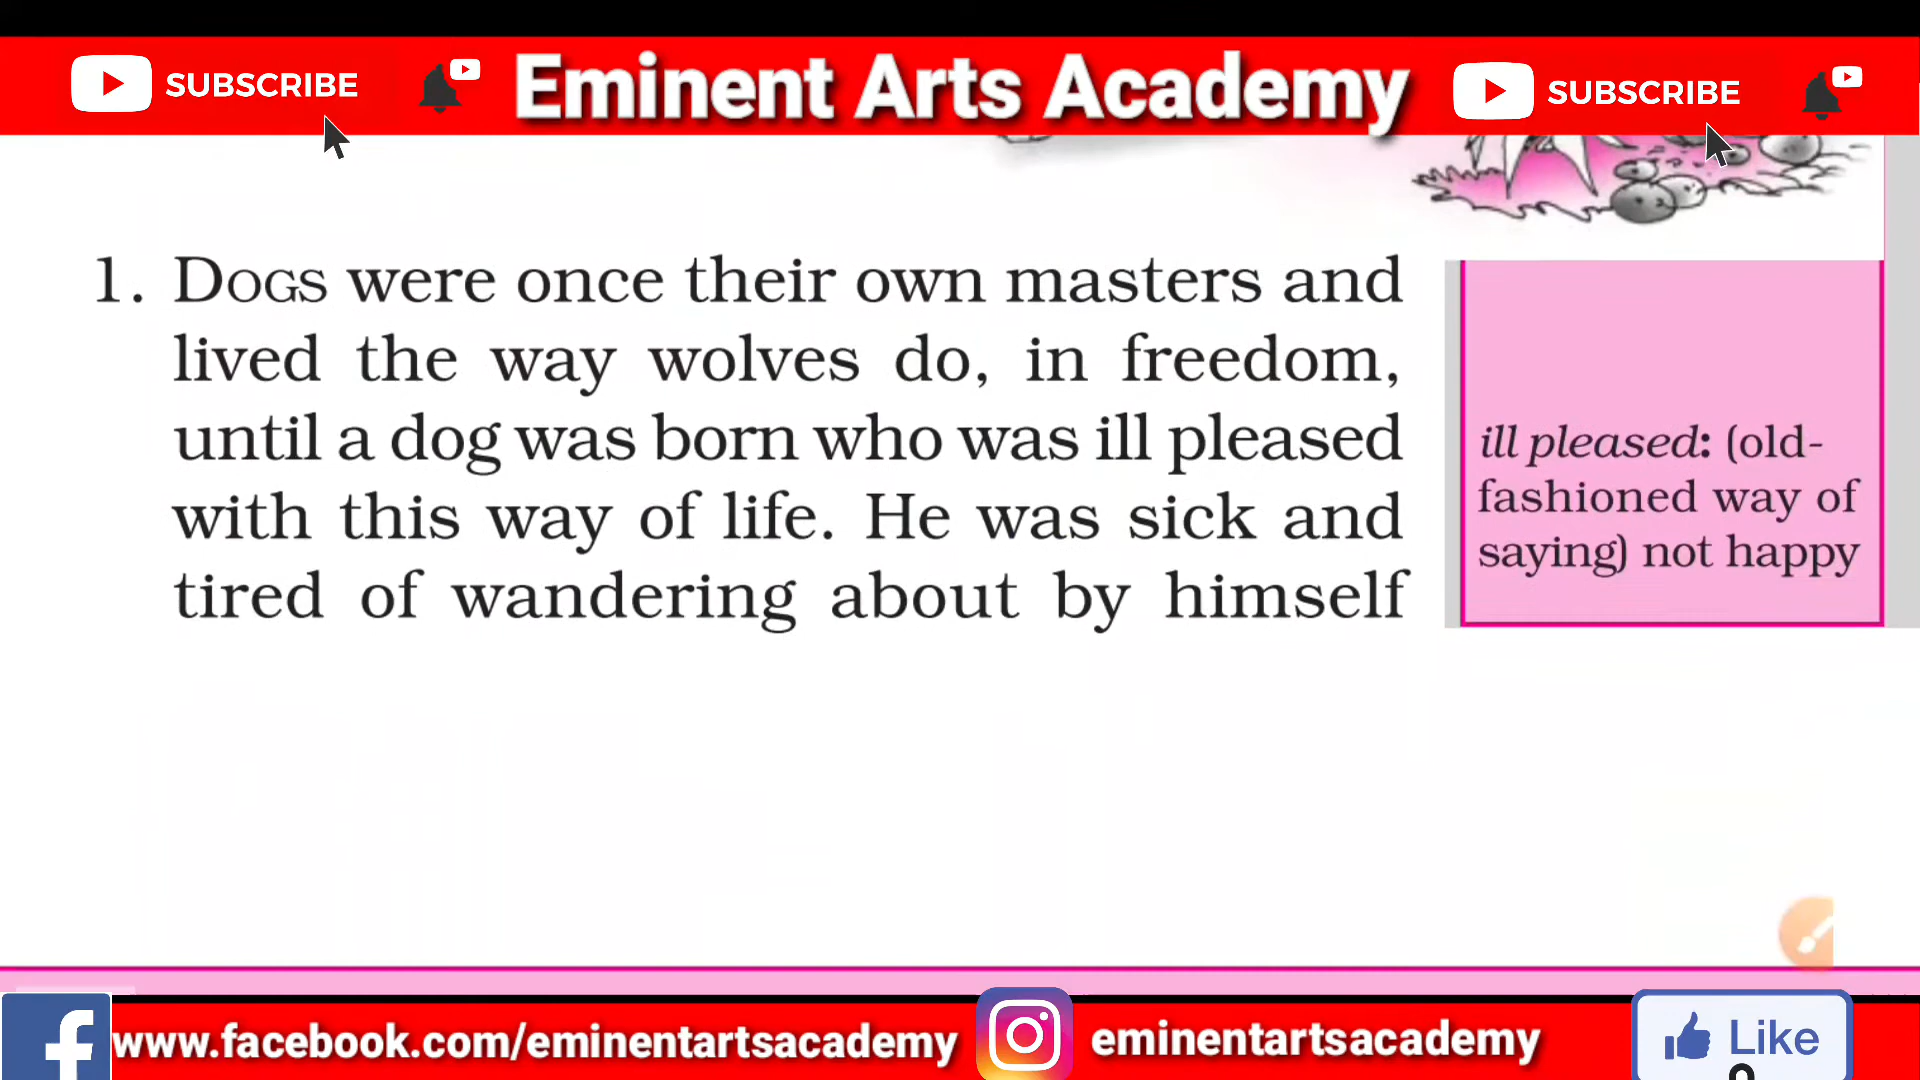 SUBSCRIBE
Eminent Arts Academy
SUBSCRIBE
1. DOGS were once their own masters and
lived the way wolves do, in freedom,
until a dog was born who was ill pleased
with this way of life. He was sick and
tired of wandering about by himself
ill pleased: (old-
fashioned way of
saying) not happy
www.facebook.com/eminentartsacademy
eminentartsacademy
Like